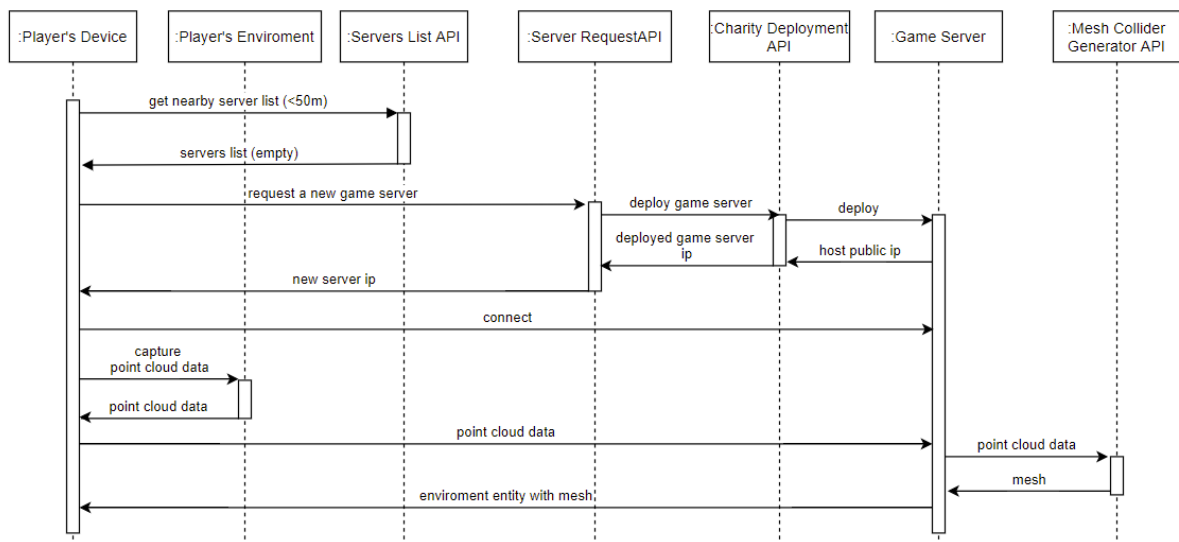 :Player's Device
:Player's Enviroment
:Servers List API
:Server RequestAPI
:Charity Deployment
API
:Game Server
:Mesh Collider
Generator API
get nearby server list (<50m)
servers list (empty)
request a new game server
deploy game server
deploy
deployed game server
ip
host public ip
new server ip
connect
capture
point cloud data
point cloud data
point cloud data
point cloud data
mesh
enviroment entity with mesh